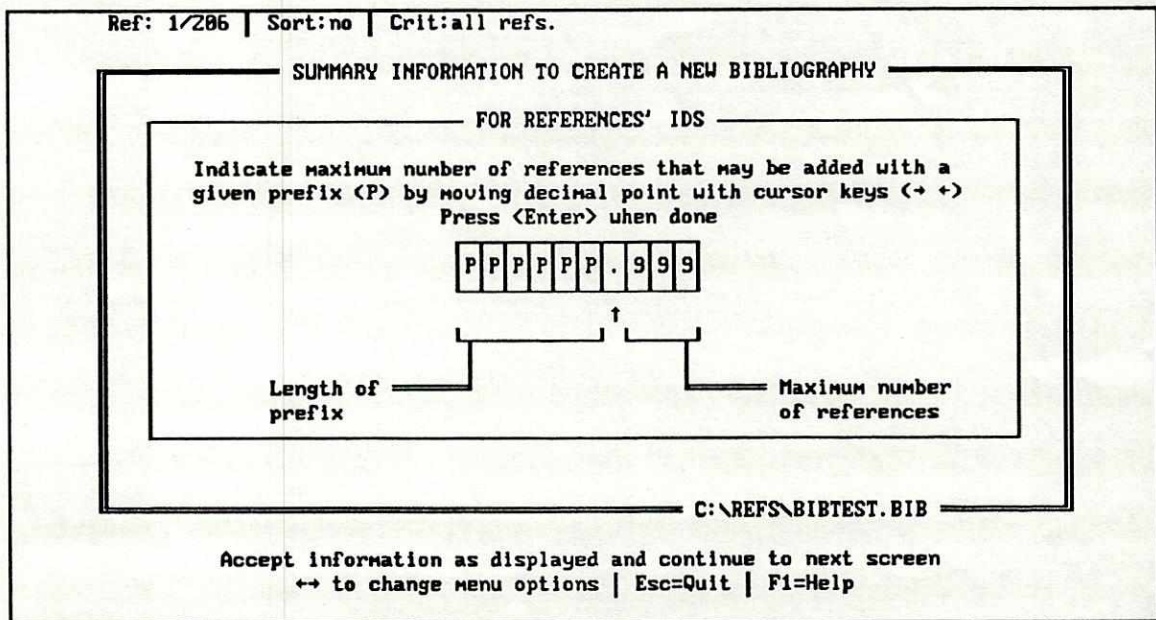 Ref: 1/206 | Sort:no | Crit:all refs.
SUMMARY INFORMATION TO CREATE A NEW BIBLIOGRAPHY
FOR REFERENCES' IDS
Indicate maximum number of references that may be added with a
given prefix (P) by moving decimal point with cursor keys (→ ←)
Press <Enter> when done
P P P P P P . 9 9 9
↑
Length of
prefix
Maximum number
of references
C:\REFS\BIBTEST.BIB
Accept information as displayed and continue to next screen
←→ to change menu options | Esc=Quit | F1=Help